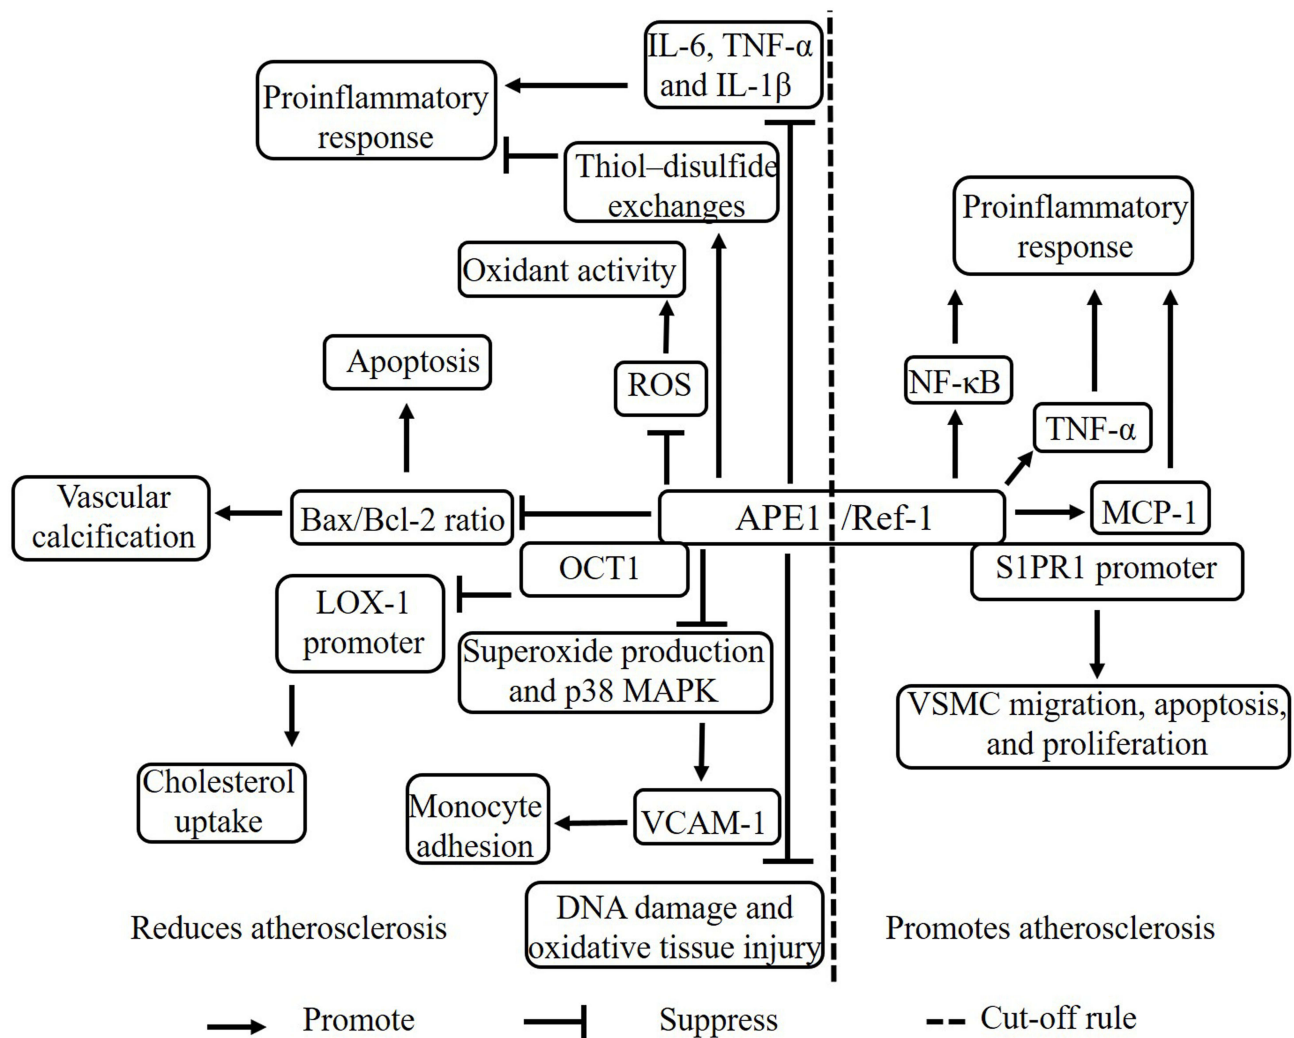 IL-6, TNF-α
and IL-1β
Proinflammatory
response
Thiol–disulfide
exchanges
Proinflammatory
response
Oxidant activity
Apoptosis
ROS
NF-κB
TNF-α
Vascular
calcification
Bax/Bcl-2 ratio
APE1 /Ref-1
MCP-1
OCT1
S1PR1 promoter
LOX-1
promoter
Superoxide production
and p38 MAPK
VSMC migration, apoptosis,
and proliferation
Cholesterol
uptake
Monocyte
adhesion
VCAM-1
DNA damage and
oxidative tissue injury
Reduces atherosclerosis
Promotes atherosclerosis
Promote
Suppress
Cut-off rule